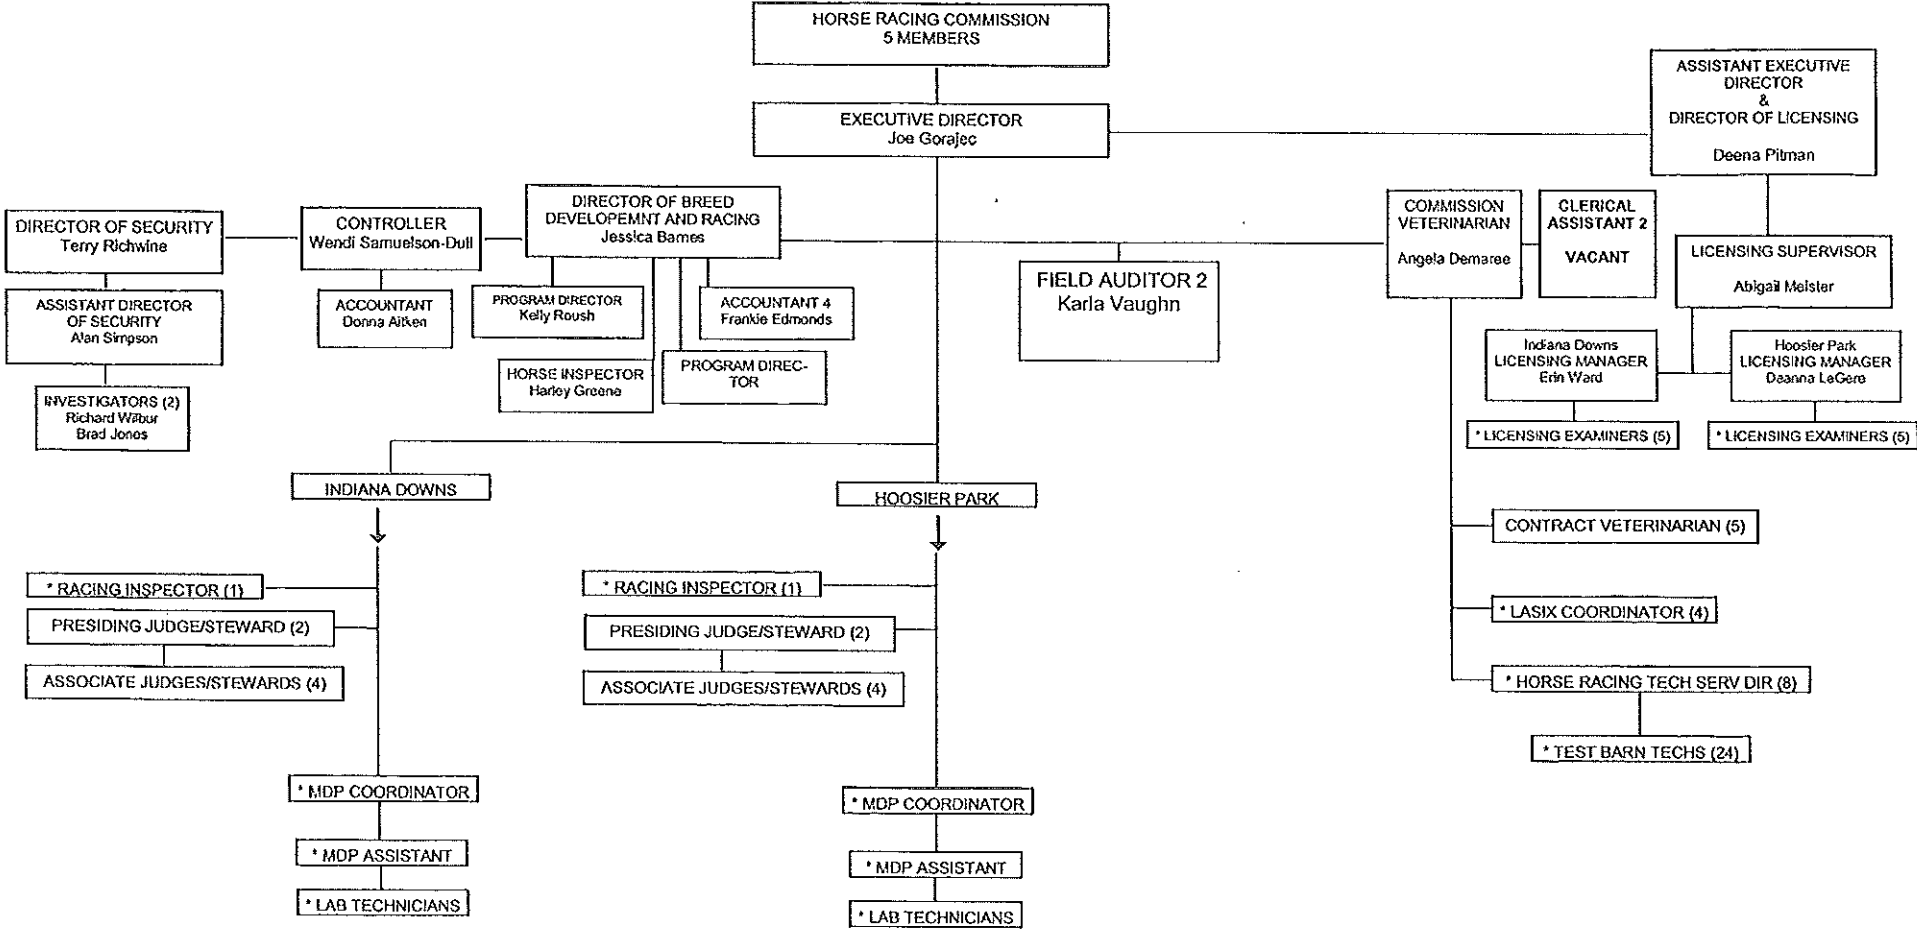 HORSE RACING COMMISSION
5 MEMBERS
ASSISTANT EXECUTIVE
DIRECTOR
&
DIRECTOR OF LICENSING
Deena Pitman
EXECUTIVE DIRECTOR
Joe Gorajec
DIRECTOR OF SECURITY
Terry Richwine
CONTROLLER
Wendi Samuelson-Dull
DIRECTOR OF BREED
DEVELOPEMNT AND RACING
Jessica Barnes
COMMISSION
VETERINARIAN
Angela Demaree
CLERICAL
ASSISTANT 2
VACANT
LICENSING SUPERVISOR
Abigail Meister
FIELD AUDITOR 2
Karla Vaughn
ASSISTANT DIRECTOR
OF SECURITY
Alan Simpson
ACCOUNTANT
Donna Aitken
PROGRAM DIRECTOR
Kelly Roush
ACCOUNTANT 4
Frankie Edmonds
HORSE INSPECTOR
Harley Greene
PROGRAM DIREC-
TOR
Indiana Downs
LICENSING MANAGER
Erin Ward
Hoosier Park
LICENSING MANAGER
Deanna LeGere
INVESTIGATORS (2)
Richard Wilbur
Brad Jones
* LICENSING EXAMINERS (5)
* LICENSING EXAMINERS (5)
INDIANA DOWNS
HOOSIER PARK
CONTRACT VETERINARIAN (5)
* RACING INSPECTOR (1)
* RACING INSPECTOR (1)
* LASIX COORDINATOR (4)
PRESIDING JUDGE/STEWARD (2)
PRESIDING JUDGE/STEWARD (2)
ASSOCIATE JUDGES/STEWARDS (4)
ASSOCIATE JUDGES/STEWARDS (4)
* HORSE RACING TECH SERV DIR (8)
* TEST BARN TECHS (24)
* MDP COORDINATOR
* MDP COORDINATOR
* MDP ASSISTANT
* MDP ASSISTANT
* LAB TECHNICIANS
* LAB TECHNICIANS